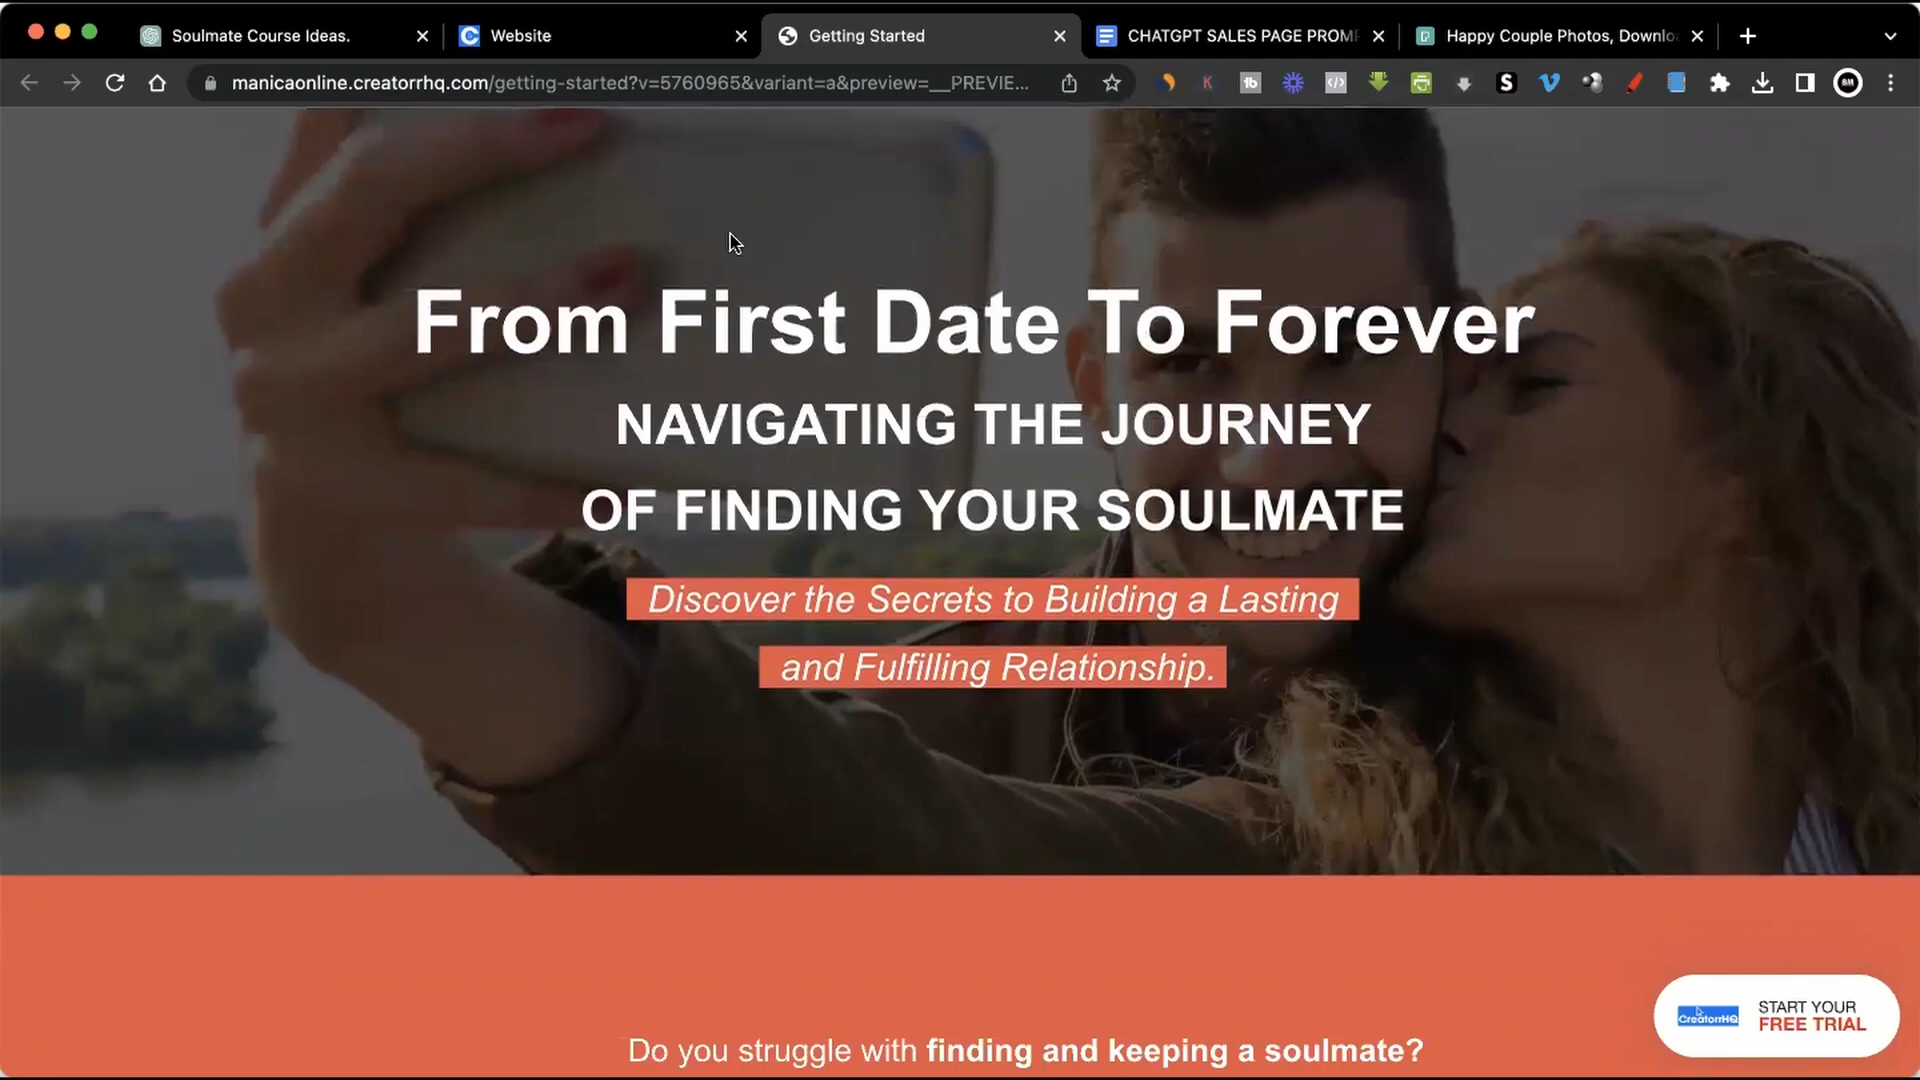 Soulmate Course Ideas.
Website
Getting Started
CHATGPT SALES PAGE PROM
Happy Couple Photos, Downlo
manicaonline.creatorrhq.com/getting-started?v=5760965&variant=a&preview=__PREVIE...
From First Date To Forever
NAVIGATING THE JOURNEY
OF FINDING YOUR SOULMATE
Discover the Secrets to Building a Lasting
and Fulfilling Relationship.
Do you struggle with finding and keeping a soulmate?
CreatorrHQ
START YOUR
FREE TRIAL